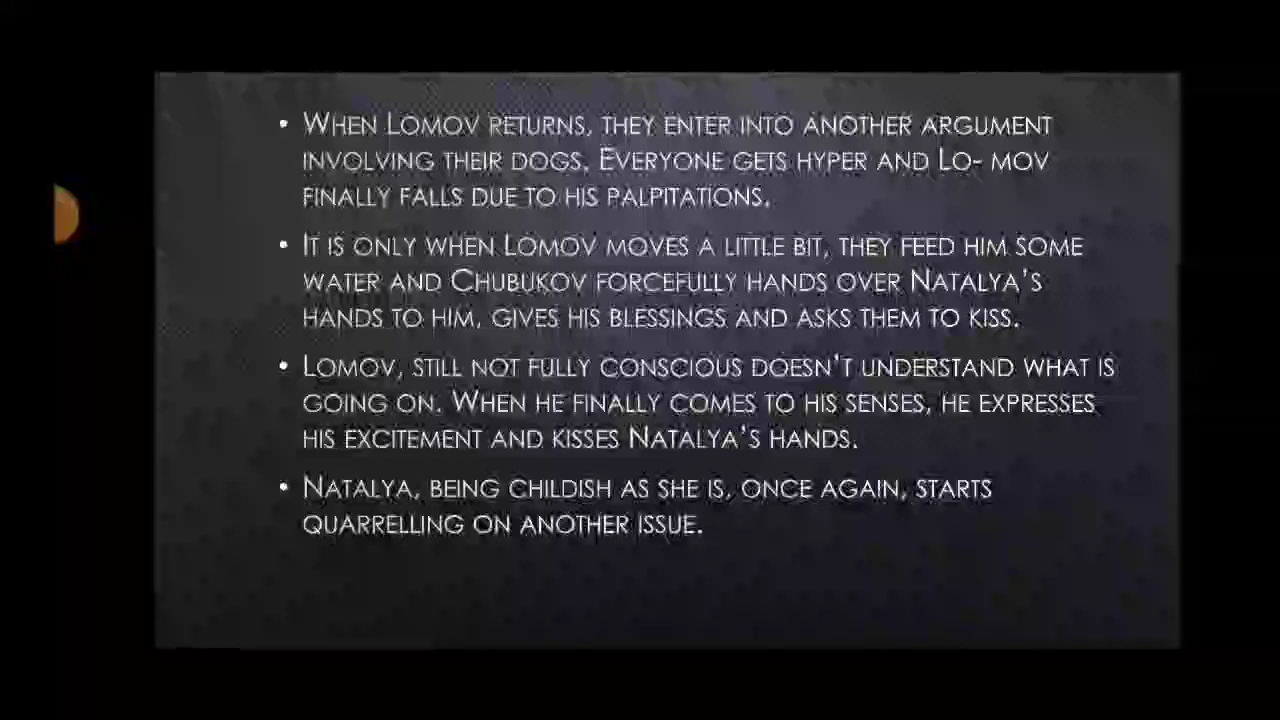 • When Lomov returns, they enter into another argument
involving their dogs. Everyone gets hyper and Lo- mov
finally falls due to his palpitations.
• It is only when Lomov moves a little bit, they feed him some
water and Chubukov forcefully hands over Natalya's
hands to him, gives his blessings and asks them to kiss.
• Lomov, still not fully conscious doesn't understand what is
going on. When he finally comes to his senses, he expresses
his excitement and kisses Natalya's hands.
• Natalya, being childish as she is, once again, starts
quarrelling on another issue.